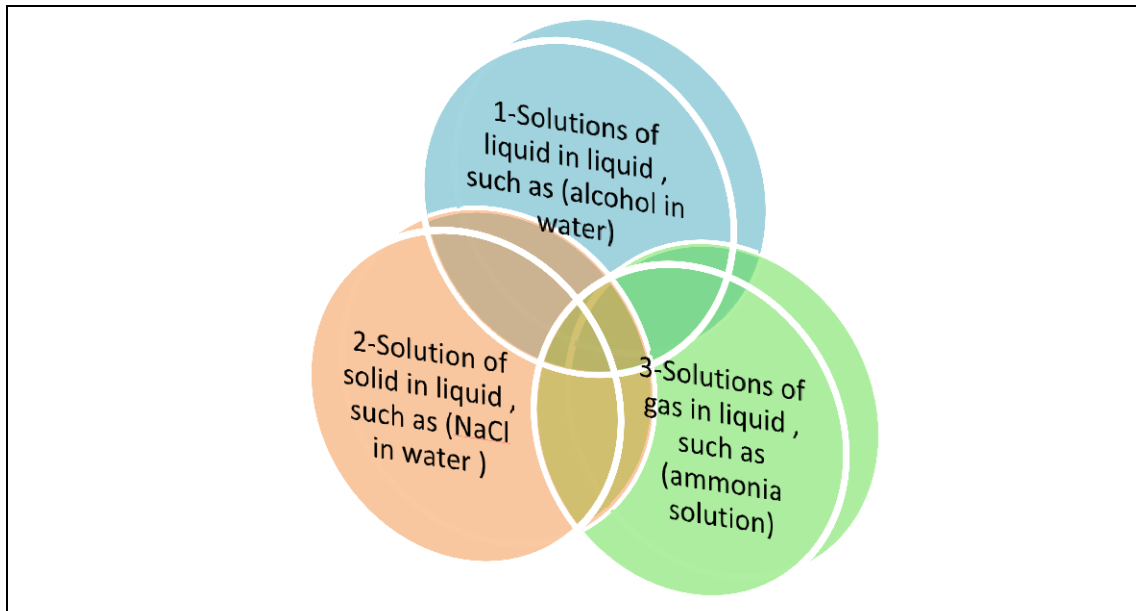 1-Solutions of
liquid in liquid ,
such as (alcohol in
water)
2-Solution of
solid in liquid ,
such as (NaCl
in water )
3-Solutions of
gas in liquid ,
such as
(ammonia
solution)